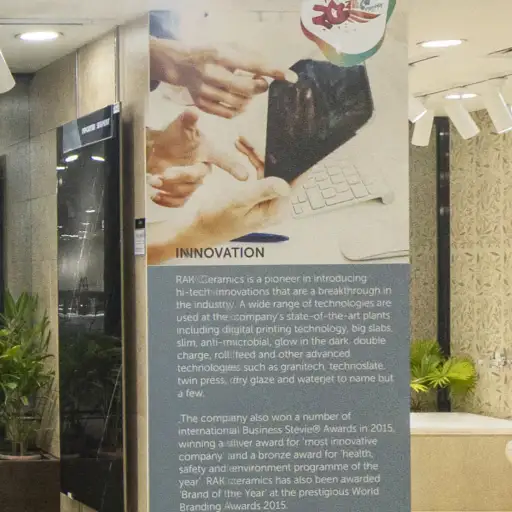 INNOVATION
RAK Ceramics is a pioneer in introducing
hi-tech innovations that are a breakthrough in
the industry. A wide range of technologies are
used at the company's state-of-the-art plants
including digital printing technology, big slabs,
slim, anti-microbial, glow in the dark, double
charge, roll feed and other advanced
technologies such as granitech, technoslate,
twin press, dry glaze and waterjet to name but
a few.
The company also won a number of
international Business Stevie® Awards in 2015,
winning a silver award for 'most innovative
company' and a bronze award for 'health,
safety and environment programme of the
year'. RAK Ceramics has also been awarded
'Brand of the Year' at the prestigious World
Branding Awards 2015.